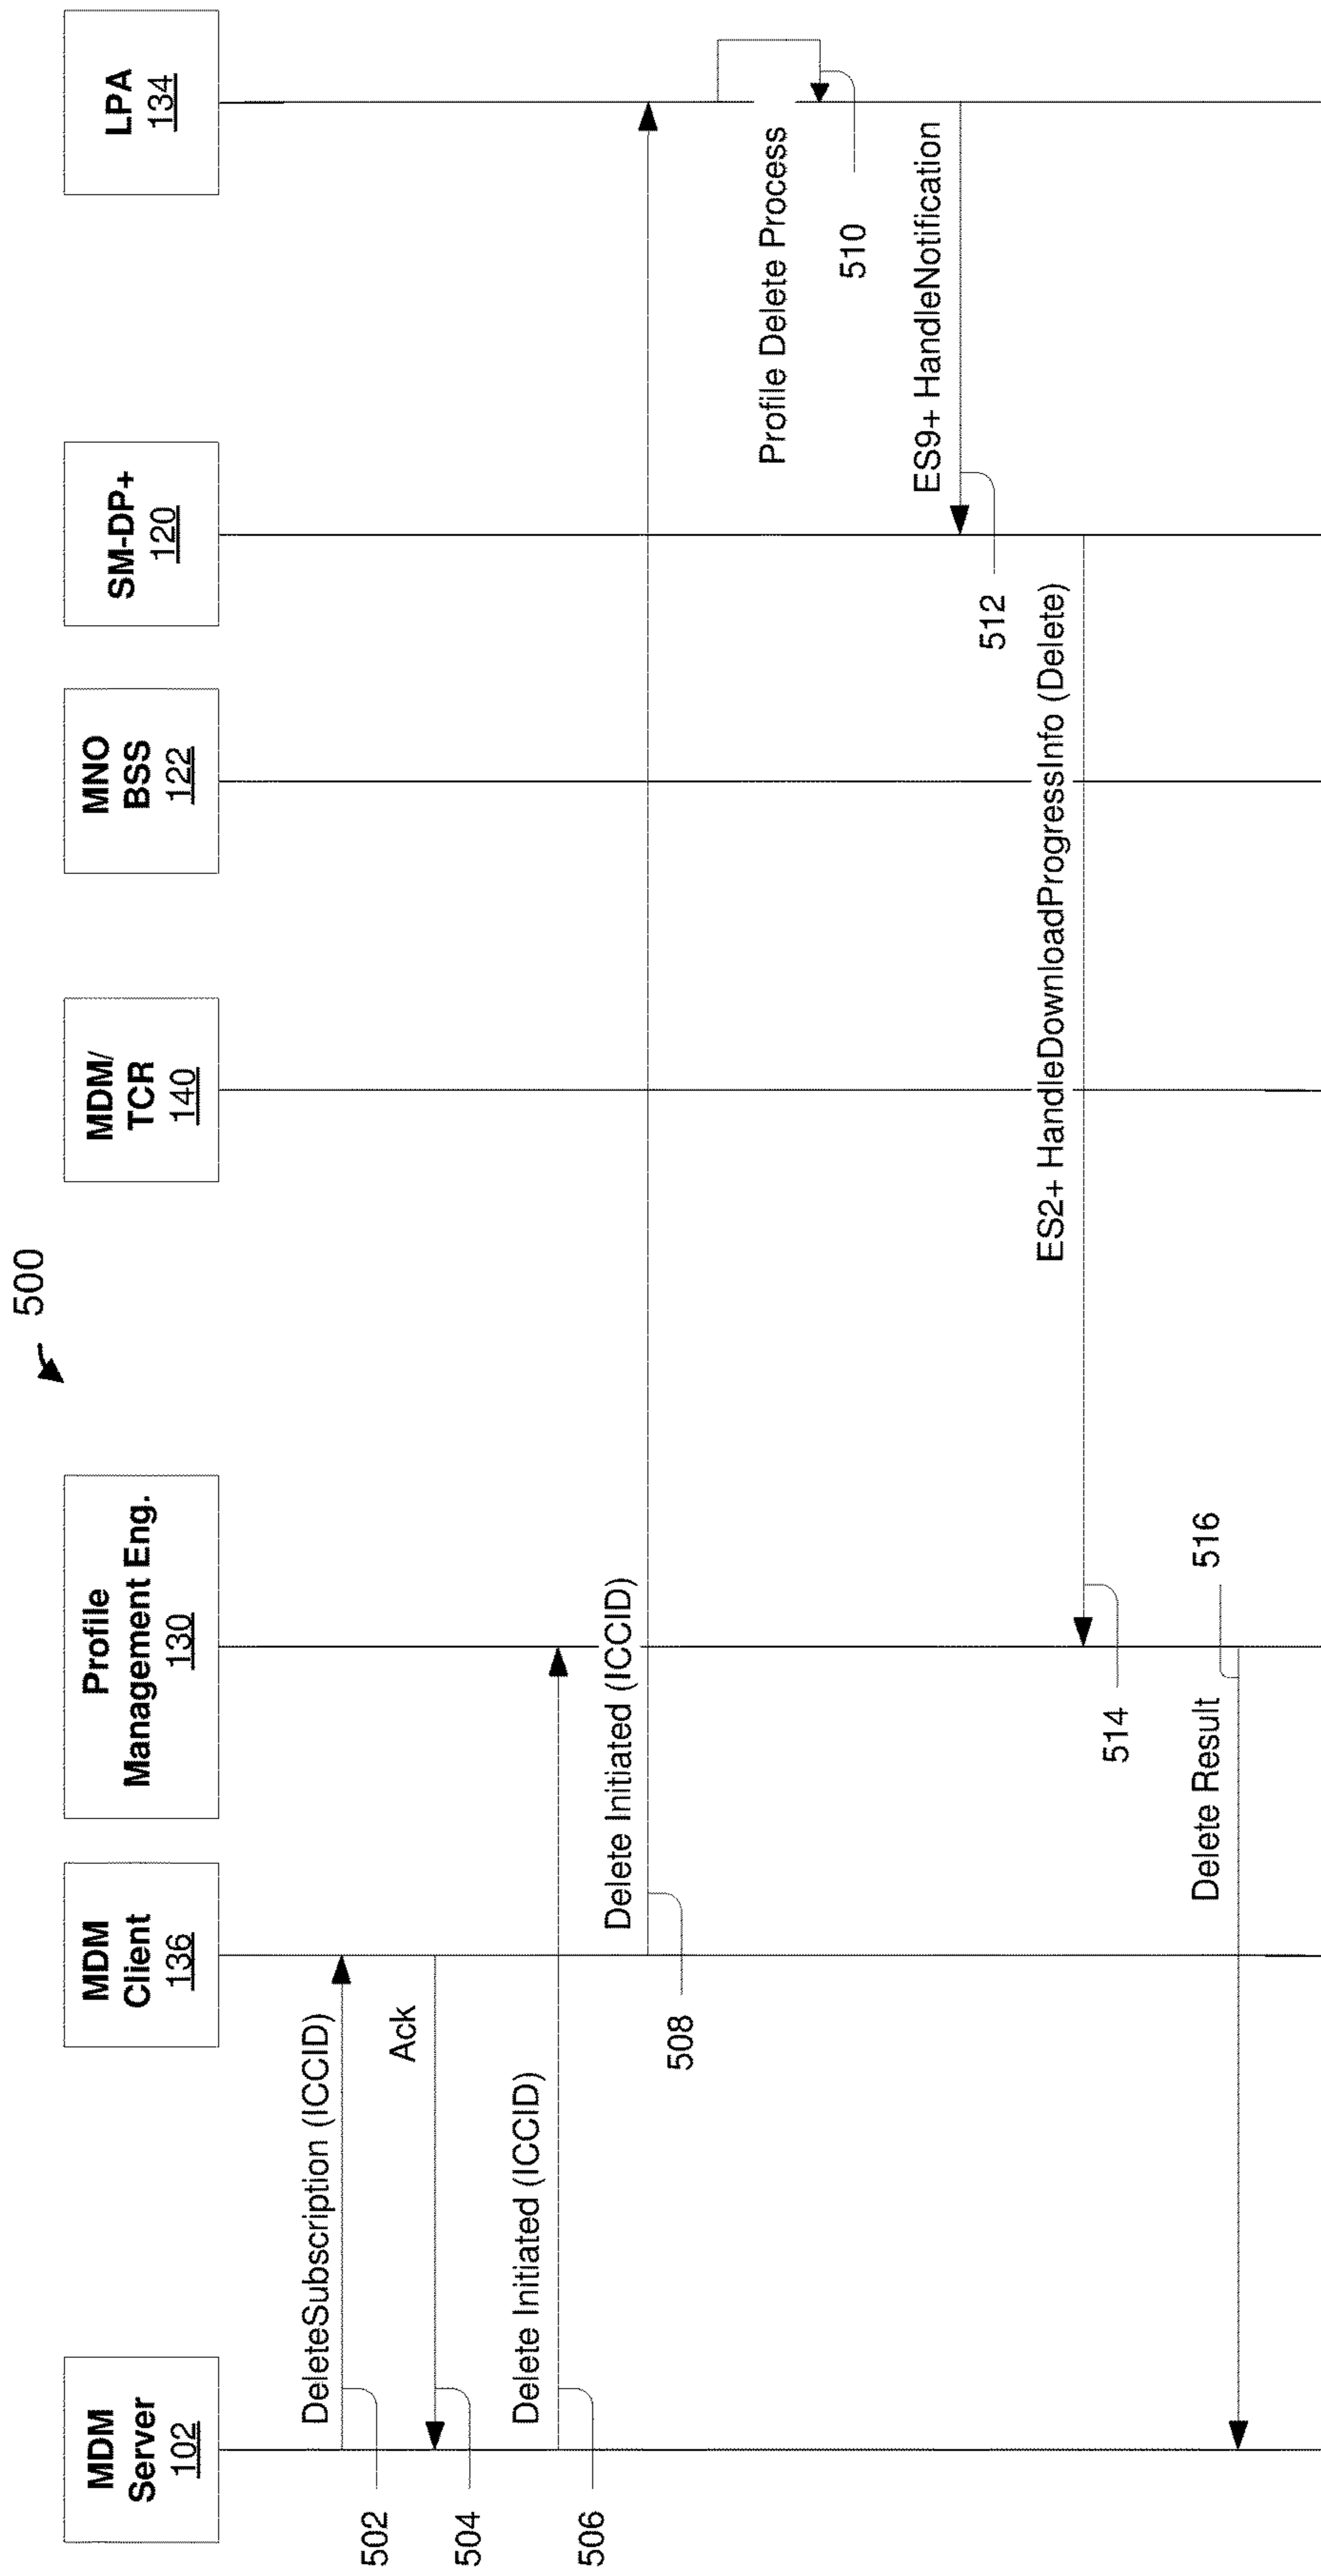 500
MDM
Server
102
MDM
Client
136
Profile
Management Eng.
130
MDM/
TCR
140
MNO
BSS
122
SM-DP+
120
LPA
134
DeleteSubscription (ICCID)
502
Ack
504
Delete Initiated (ICCID)
506
Delete Initiated (ICCID)
508
Profile Delete Process
510
ES9+ HandleNotification
512
ES2+ HandleDownloadProgressInfo (Delete)
514
Delete Result
516